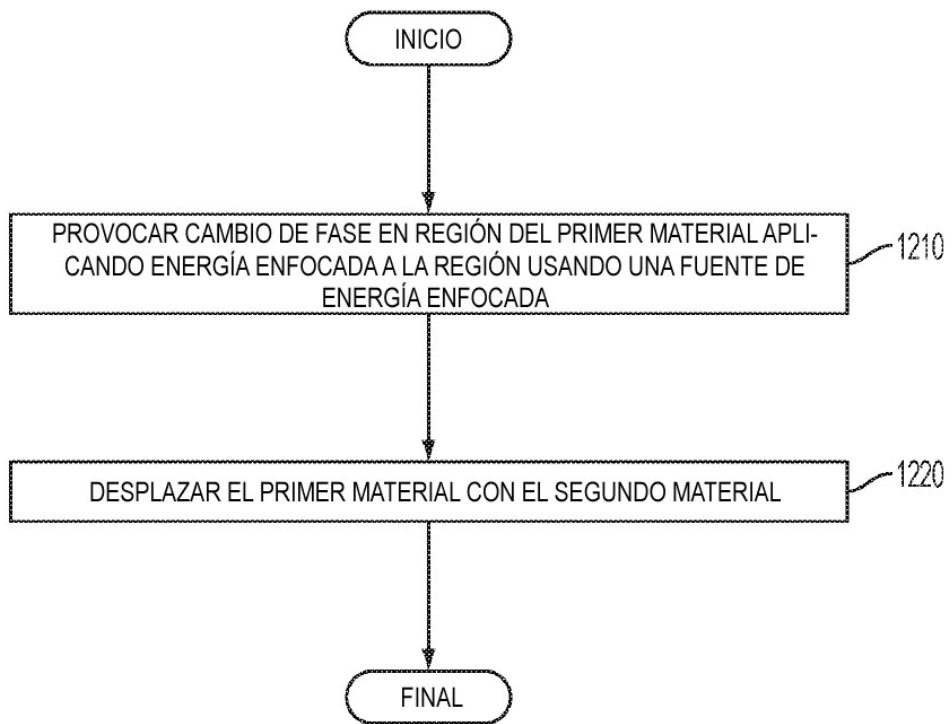 INICIO
PROVOCAR CAMBIO DE FASE EN REGIÓN DEL PRIMER MATERIAL APLI-
CANDO ENERGÍA ENFOCADA A LA REGIÓN USANDO UNA FUENTE DE
ENERGÍA ENFOCADA
1210
DESPLAZAR EL PRIMER MATERIAL CON EL SEGUNDO MATERIAL
1220
FINAL